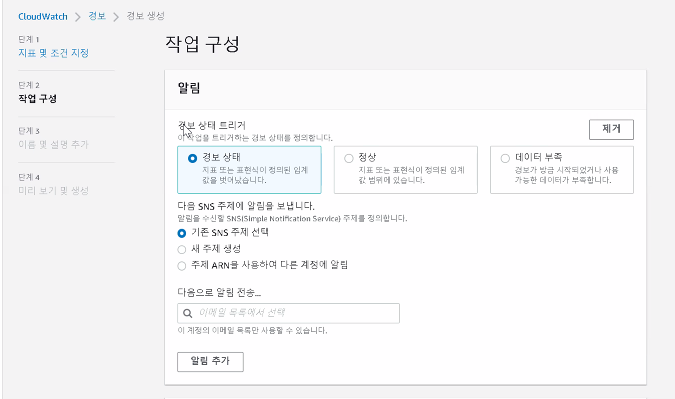 CloudWatch > 경보 > 경보 생성
단계 1
지표 및 조건 지정
단계 2
작업 구성
단계 3
이름 및 설명 추가
단계 4
미리 보기 및 생성
작업 구성
알림
경보 상태 트리거
이 작업을 트리거하는 경보 상태를 정의합니다.
제거
경보 상태
지표 또는 표현식이 정의된 임계
값을 벗어났습니다.
정상
지표 또는 표현식이 정의된 임계
값 범위에 있습니다.
데이터 부족
경보가 방금 시작되었거나 사용
가능한 데이터가 부족합니다.
다음 SNS 주제에 알림을 보냅니다.
알림을 수신할 SNS(Simple Notification Service) 주제를 정의합니다.
기존 SNS 주제 선택
새 주제 생성
주제 ARN을 사용하여 다른 계정에 알림
다음으로 알림 전송...
이메일 목록에서 선택
이 계정의 이메일 목록만 사용할 수 있습니다.
알림 추가